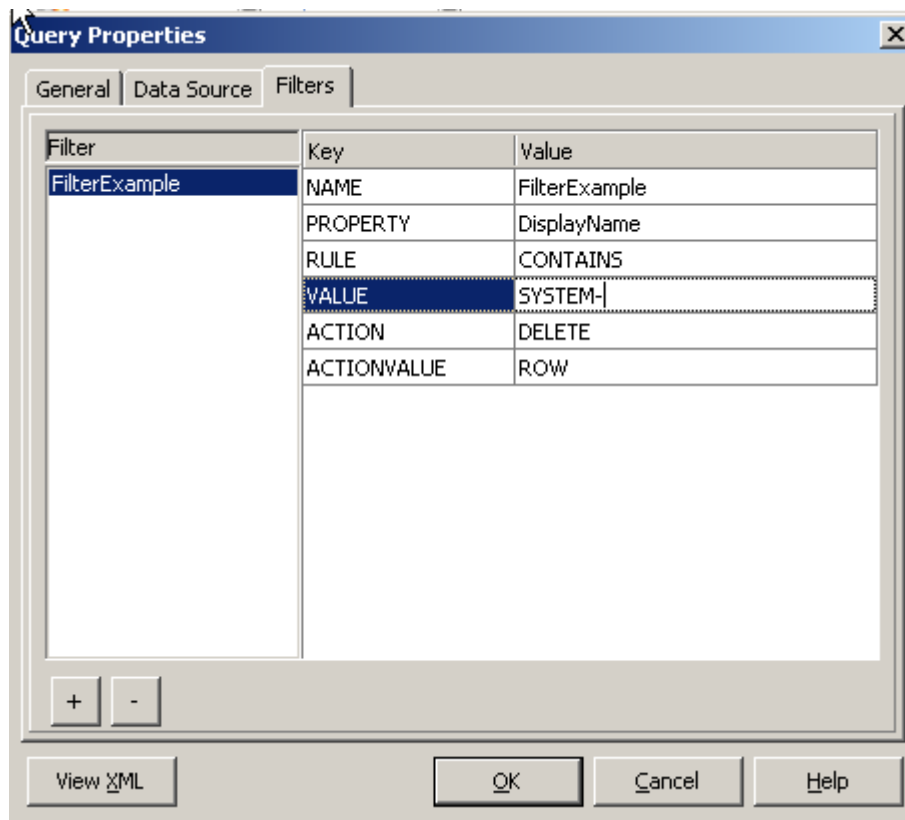 Query Properties
General Data Source Filters
Filter Key Value
FilterExample NAME FilterExample
PROPERTY DisplayName
RULE CONTAINS
VALUE SYSTEM-
ACTION DELETE
ACTIONVALUE ROW
+ -
View XML OK Cancel Help